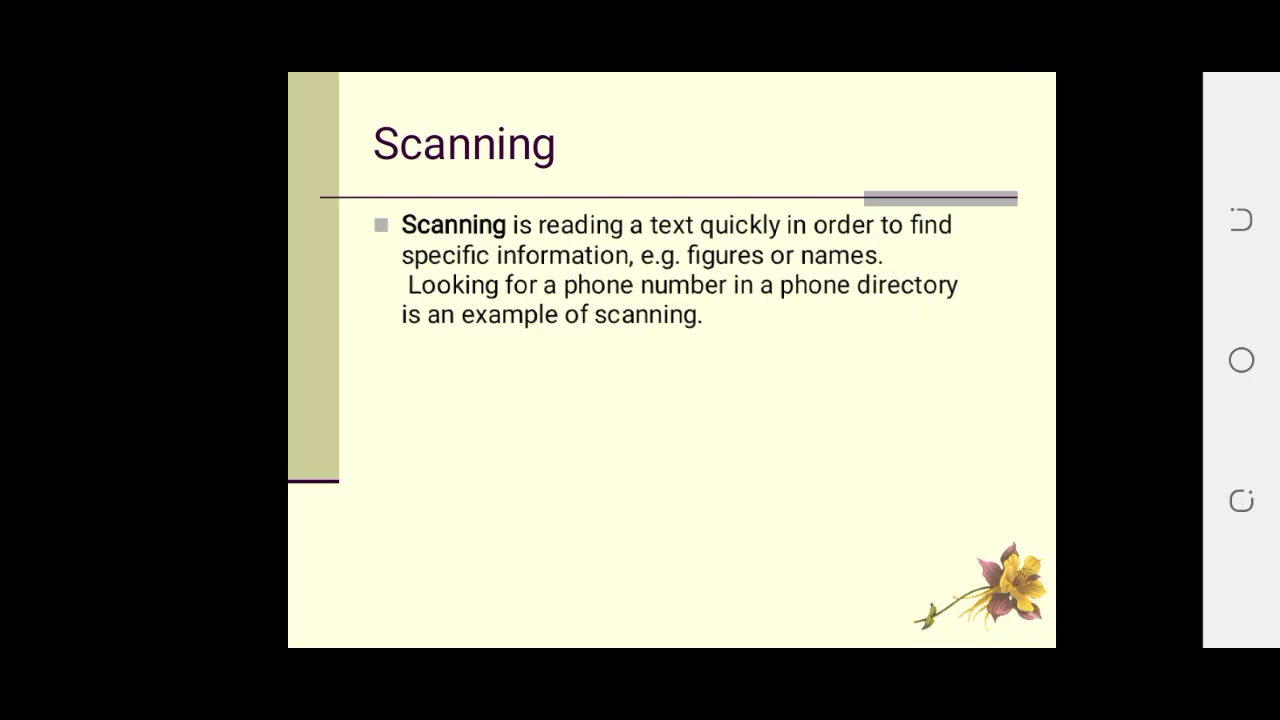 Scanning
Scanning is reading a text quickly in order to find
specific information, e.g. figures or names.
Looking for a phone number in a phone directory
is an example of scanning.